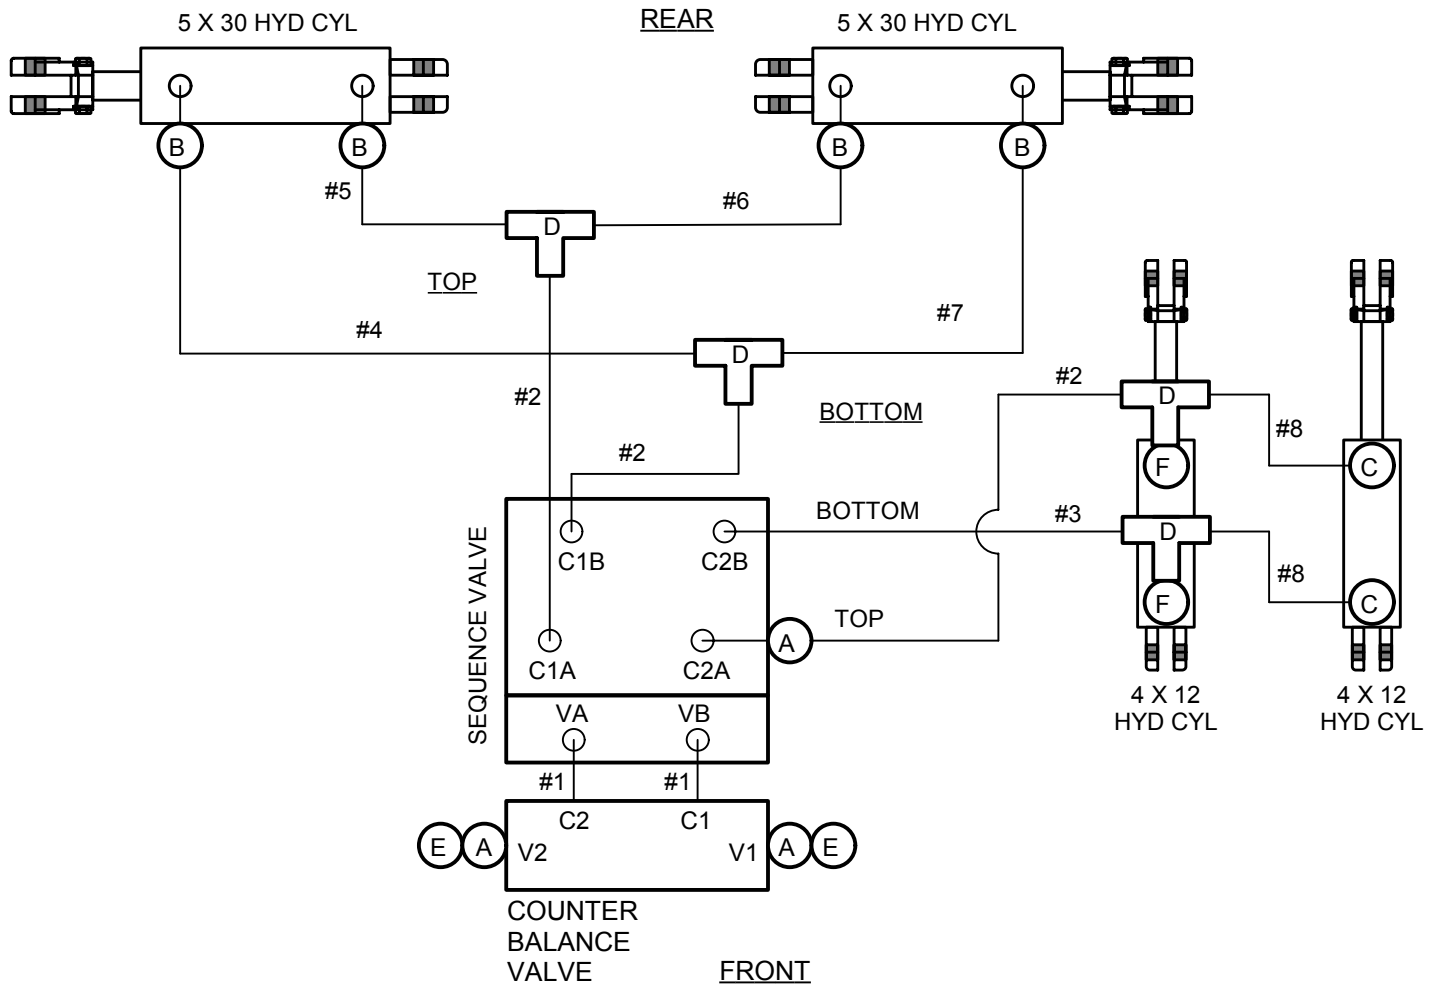 REAR
5 X 30 HYD CYL
5 X 30 HYD CYL
B
B
B
B
#5
#6
D
TOP
#4
#7
D
#2
BOTTOM
#2
#2
D
#8
F
C
BOTTOM
#3
D
#8
F
C
C1B
C2B
SEQUENCE VALVE
TOP
A
C1A
C2A
4 X 12
HYD CYL
4 X 12
HYD CYL
VA
VB
#1
#1
C2
C1
E
A
V2
V1
A
E
COUNTER
BALANCE
VALVE
FRONT